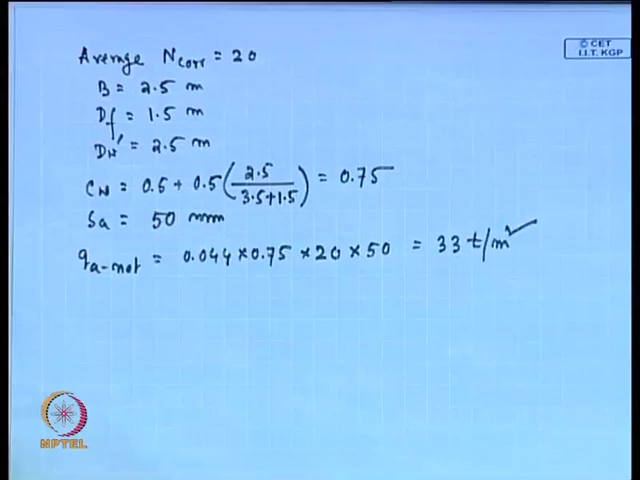 Average Ncorr = 20
© CET
I.I.T. KGP
B = 2.5 m
Df = 1.5 m
Dw' = 2.5 m
Cw = 0.5 + 0.5 (2.5 / 3.5+1.5) = 0.75
Sa = 50 mm
qa-net = 0.044 × 0.75 × 20 × 50 = 33 t/m²
NPTEL